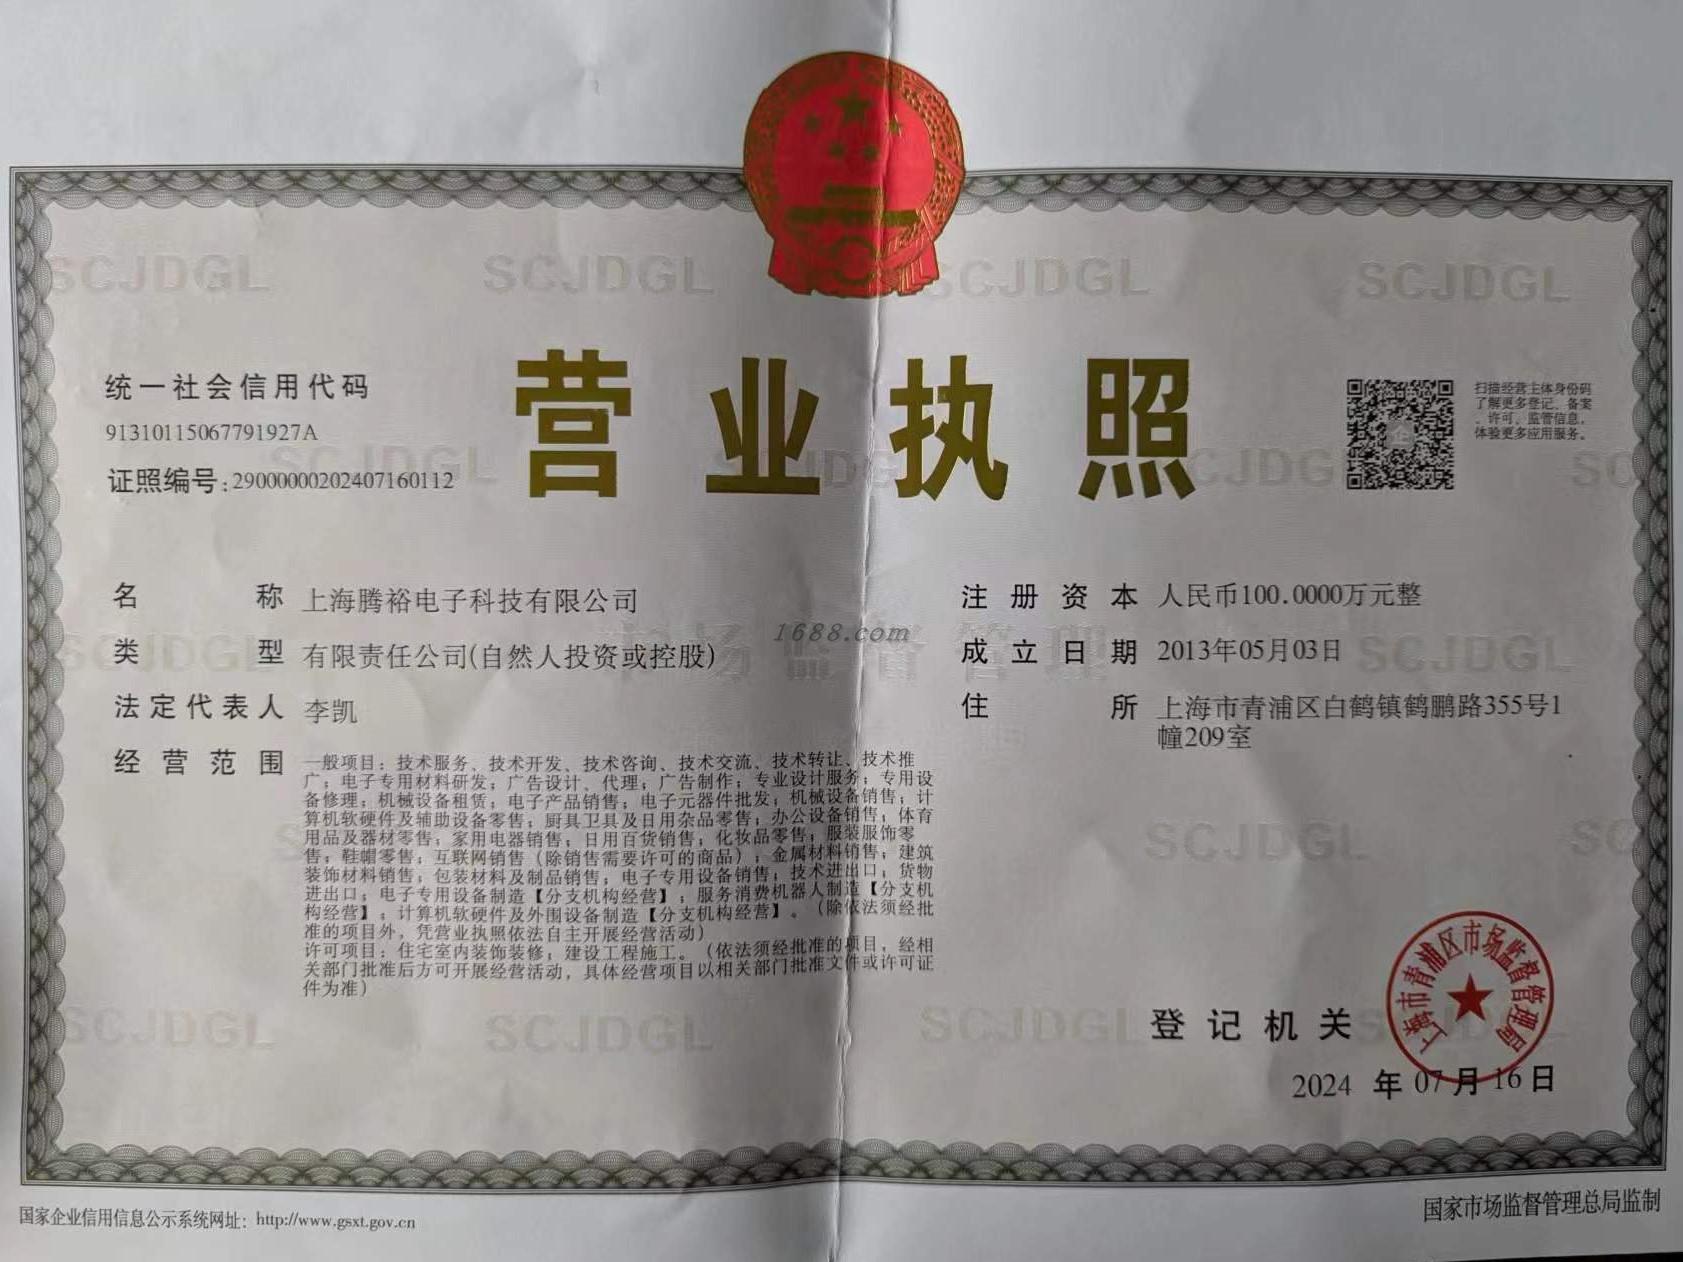 SCJDGL SCJDGL SCJDGL SCJDGL
营业执照
统一社会信用代码
91310115067791927A
证照编号:29000000202407160112
扫描经营主体身份码
了解更多登记、备案
、许可、监管信息,
体验更多应用服务。
名称 上海腾裕电子科技有限公司
类型 有限责任公司(自然人投资或控股)
法定代表人 李凯
经营范围 一般项目:技术服务、技术开发、技术咨询、技术交流、技术转让、技术推
广;电子专用材料研发;广告设计、代理;广告制作;专业设计服务;专用设
备修理;机械设备租赁;电子产品销售;电子元器件批发;机械设备销售;计
算机软硬件及辅助设备零售;厨具卫具及日用杂品零售;办公设备销售;体育
用品及器材零售;家用电器销售;日用百货销售;化妆品零售;服装服饰零
售;鞋帽零售;互联网销售(除销售需要许可的商品);金属材料销售;建筑
装饰材料销售;包装材料及制品销售;电子专用设备销售;技术进出口;货物
进出口;电子专用设备制造【分支机构经营】;服务消费机器人制造【分支机
构经营】;计算机软硬件及外围设备制造【分支机构经营】。(除依法须经批
准的项目外,凭营业执照依法自主开展经营活动)
许可项目:住宅室内装饰装修;建设工程施工。(依法须经批准的项目,经相
关部门批准后方可开展经营活动,具体经营项目以相关部门批准文件或许可证
件为准)
注册资本 人民币100.0000万元整
成立日期 2013年05月03日
住所 上海市青浦区白鹤镇鹤鹏路355号1
幢209室
1688.com
市场监督管理
登记机关
上海市青浦区市场监督管理局
2024 年 07 月 16 日
国家企业信用信息公示系统网址: http://www.gsxt.gov.cn
国家市场监督管理总局监制